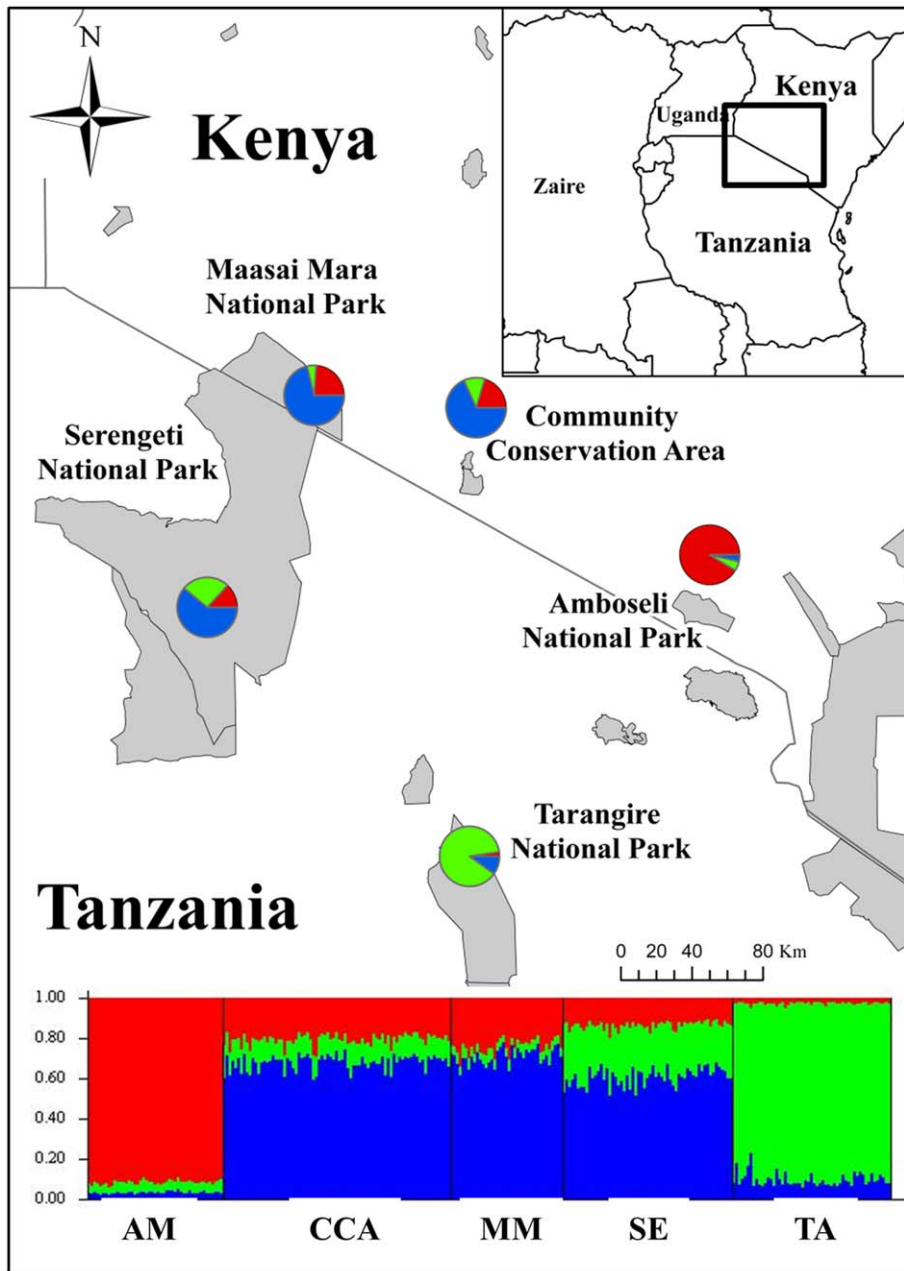 N
Kenya
Kenya
Uganda
Zaire
Tanzania
Maasai Mara
National Park
Serengeti
National Park
Community
Conservation Area
Amboseli
National Park
Tarangire
National Park
Tanzania
0 20 40 80 Km
1.00
0.80
0.60
0.40
0.20
0.00
AM CCA MM SE TA